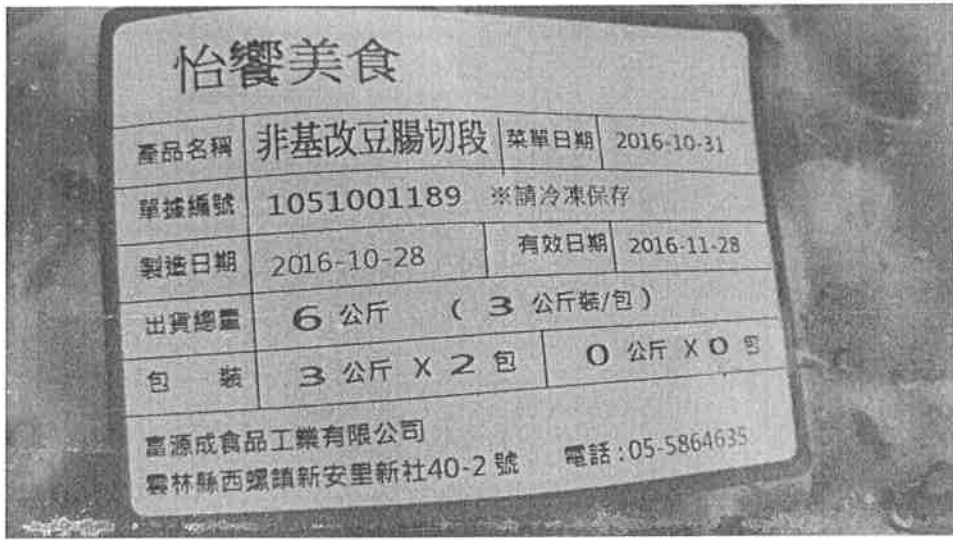 怡饗美食
產品名稱 非基改豆腸切段 菜單日期 2016-10-31
單據編號 1051001189 ※請冷凍保存
製造日期 2016-10-28 有效日期 2016-11-28
出貨總量 6 公斤 ( 3 公斤裝/包 )
包 裝 3 公斤 X 2 包 0 公斤 X 0 包
富源成食品工業有限公司
雲林縣西螺鎮新安里新社40-2 號 電話:05-5864635